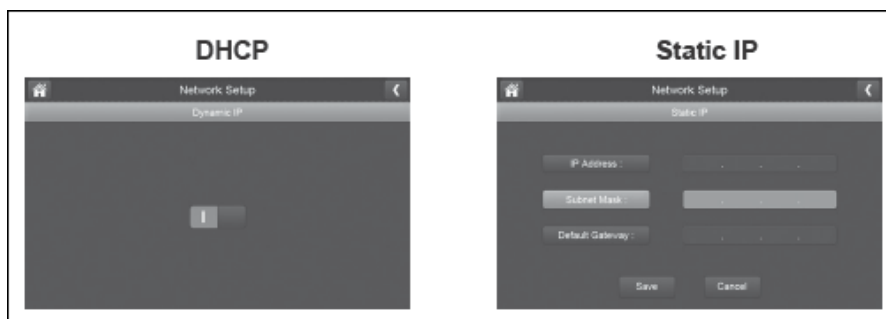 DHCP
Network Setup
Dynamic IP
Static IP
Network Setup
Static IP
IP Address :
Subnet Mask :
Default Gateway :
Save Cancel